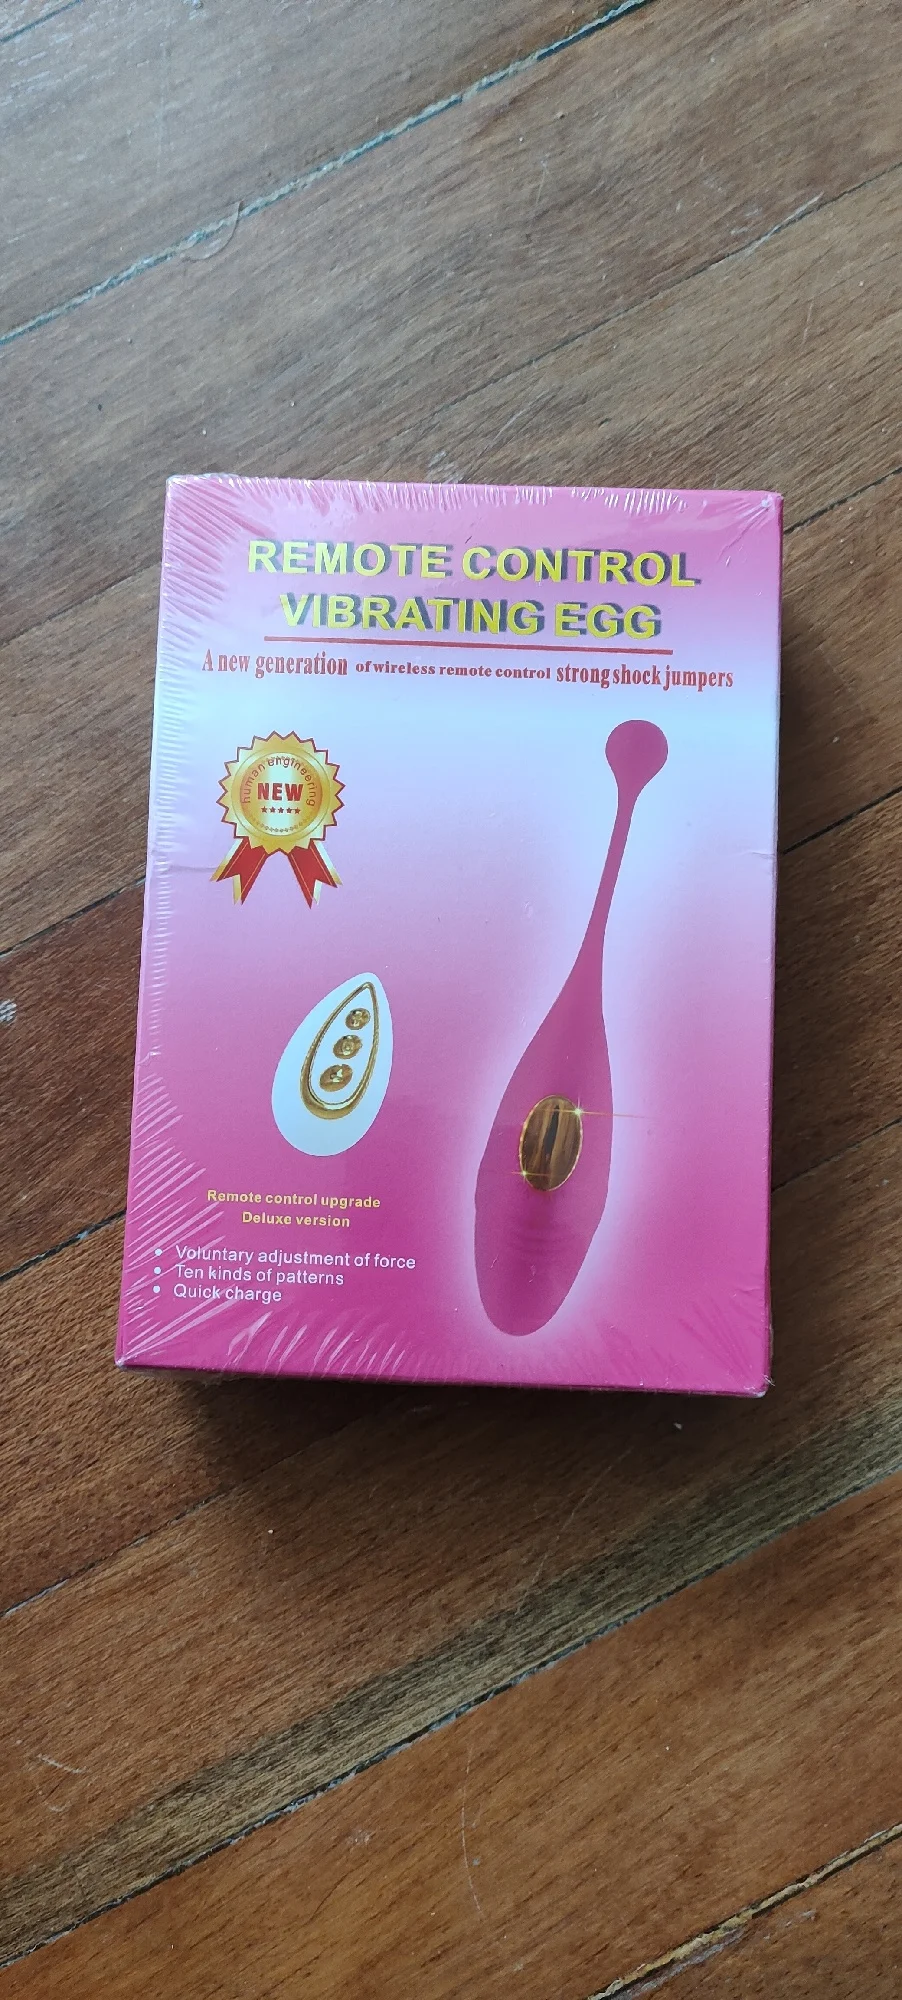 REMOTE CONTROL
VIBRATING EGG
A new generation of wireless remote control strong shock jumpers
human engineering
NEW
Remote control upgrade
Deluxe version
• Voluntary adjustment of force
• Ten kinds of patterns
• Quick charge